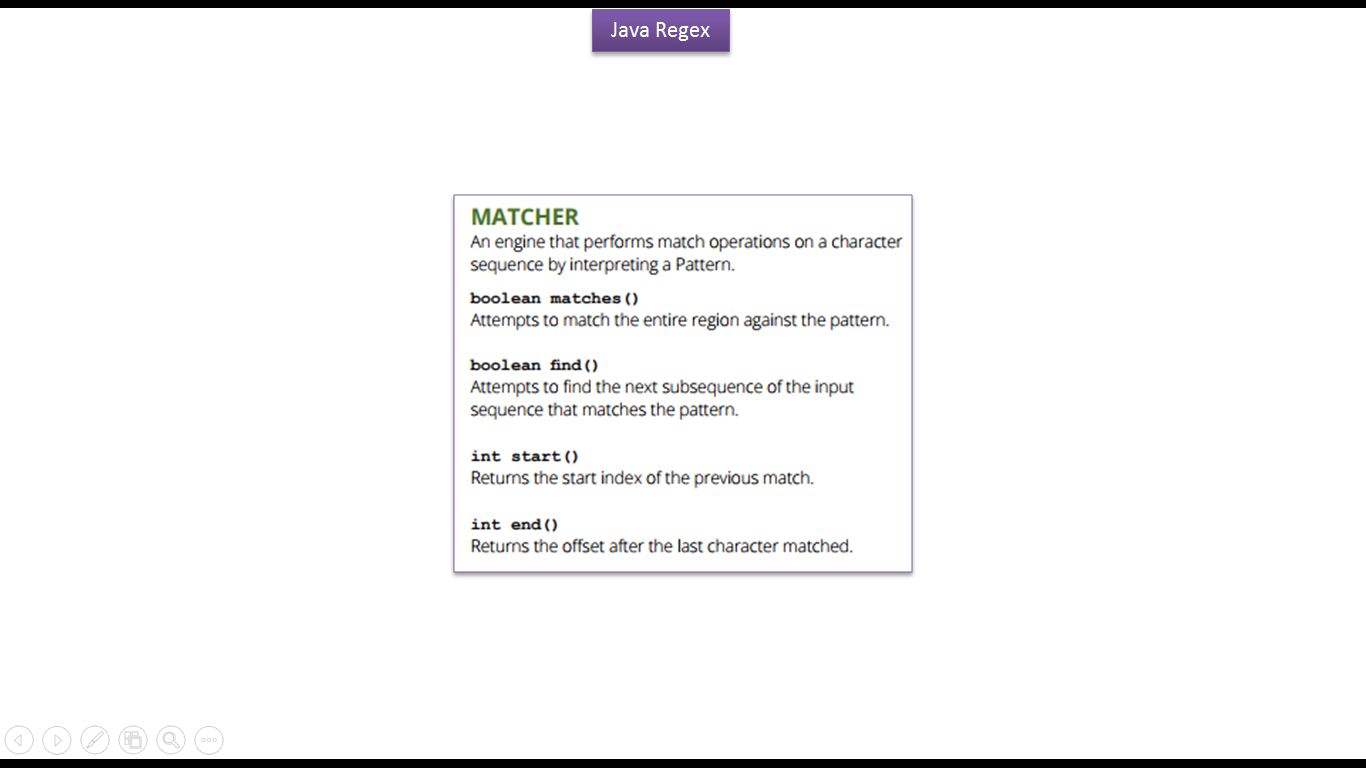 Java Regex
MATCHER
An engine that performs match operations on a character
sequence by interpreting a Pattern.
boolean matches()
Attempts to match the entire region against the pattern.
boolean find()
Attempts to find the next subsequence of the input
sequence that matches the pattern.
int start()
Returns the start index of the previous match.
int end()
Returns the offset after the last character matched.